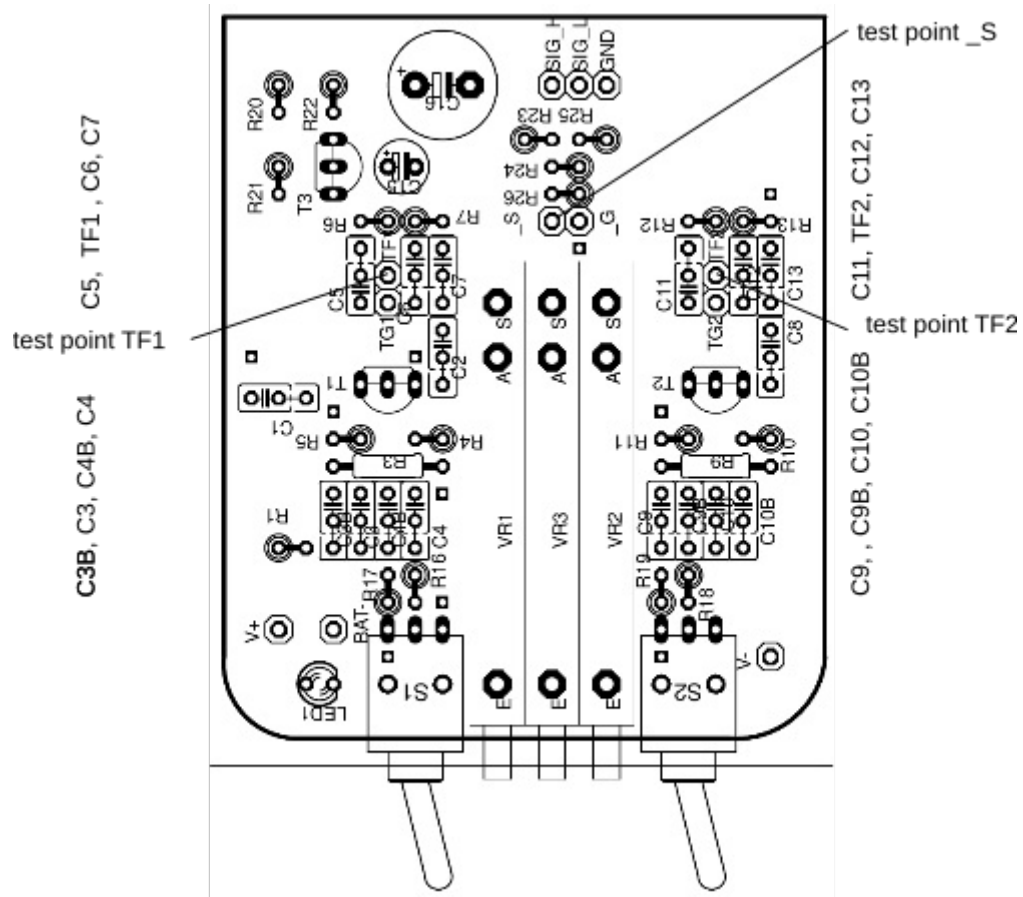 test point _S
SIG_H
SIG_L
GND
C16
R20
R22
R23
R25
C5, TF1 , C6, C7
C11, TF2, C12, C13
R24
R21
T3
R26
_S
_G
R6
R7
R12
R13
C5
C7
C11
C13
TG1
TG2
C8
test point TF1
test point TF2
S
S
S
A
A
A
C2
T1
T2
C1
R5
R4
R11
R10
R3
R9
C3B, C3, C4B, C4
C9, , C9B, C10, C10B
R1
C4
VR1
VR3
VR2
C9
C10B
R17
R16
R19
R18
V+
BAT-
V-
LED1
S1
E
E
E
S2